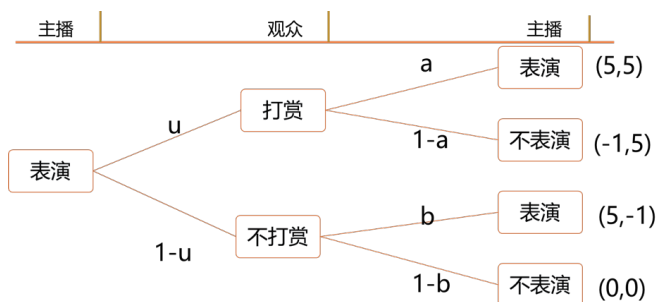 主播 观众 主播
a 表演 (5,5)
打赏
u 1-a 不表演 (-1,5)
表演
b 表演 (5,-1)
不打赏
1-u 1-b 不表演 (0,0)